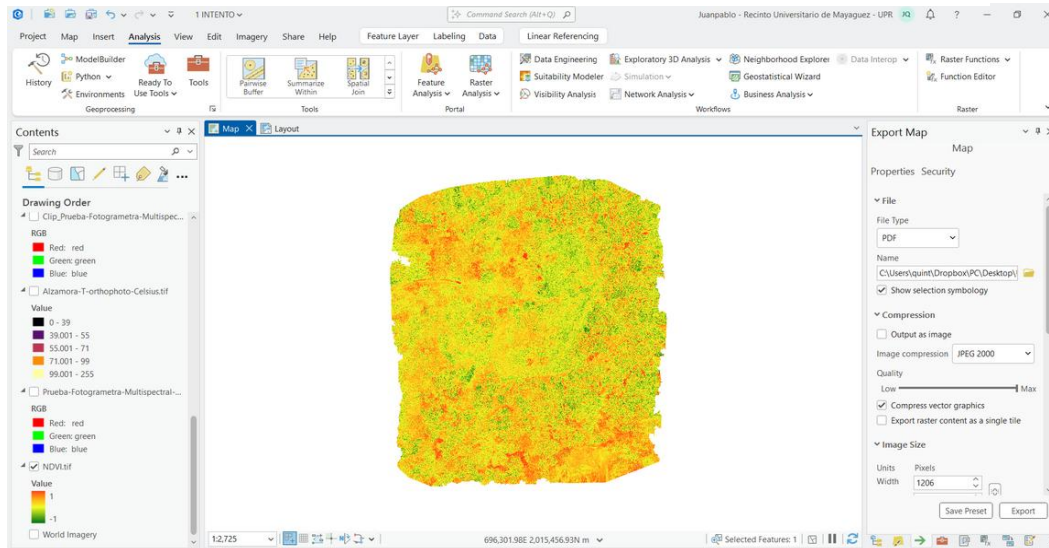 1 INTENTO
Command Search (Alt+Q)
Juanpablo - Recinto Universitario de Mayaguez - UPR
JQ
?
Project Map Insert Analysis View Edit Imagery Share Help Feature Layer Labeling Data Linear Referencing
History
ModelBuilder
Python
Environments
Ready To Use Tools
Tools
Geoprocessing
Pairwise Buffer
Summarize Within
Spatial Join
Tools
Feature Analysis
Raster Analysis
Portal
Data Engineering
Suitability Modeler
Visibility Analysis
Exploratory 3D Analysis
Simulation
Network Analysis
Neighborhood Explorer
Geostatistical Wizard
Business Analysis
Data Interop
Workflows
Raster Functions
Function Editor
Raster
Contents
Search
Drawing Order
Clip_Prueba-Fotogrametra-Multispec...
RGB
Red: red
Green: green
Blue: blue
Alzamora-T-orthophoto-Celsius.tif
Value
0 - 39
39.001 - 55
55.001 - 71
71.001 - 99
99.001 - 255
Prueba-Fotogrametra-Multispectral-...
RGB
Red: red
Green: green
Blue: blue
NDVI.tif
Value
1
-1
World Imagery
Map
Layout
1:2,725
696,301.98E 2,015,456.93N m
Selected Features: 1
Export Map
Map
Properties Security
File
File Type
PDF
Name
C:\Users\quint\Dropbox\PC\Desktop\
Show selection symbology
Compression
Output as image
Image compression JPEG 2000
Quality
Low Max
Compress vector graphics
Export raster content as a single tile
Image Size
Units Pixels
Width 1206
Save Preset Export